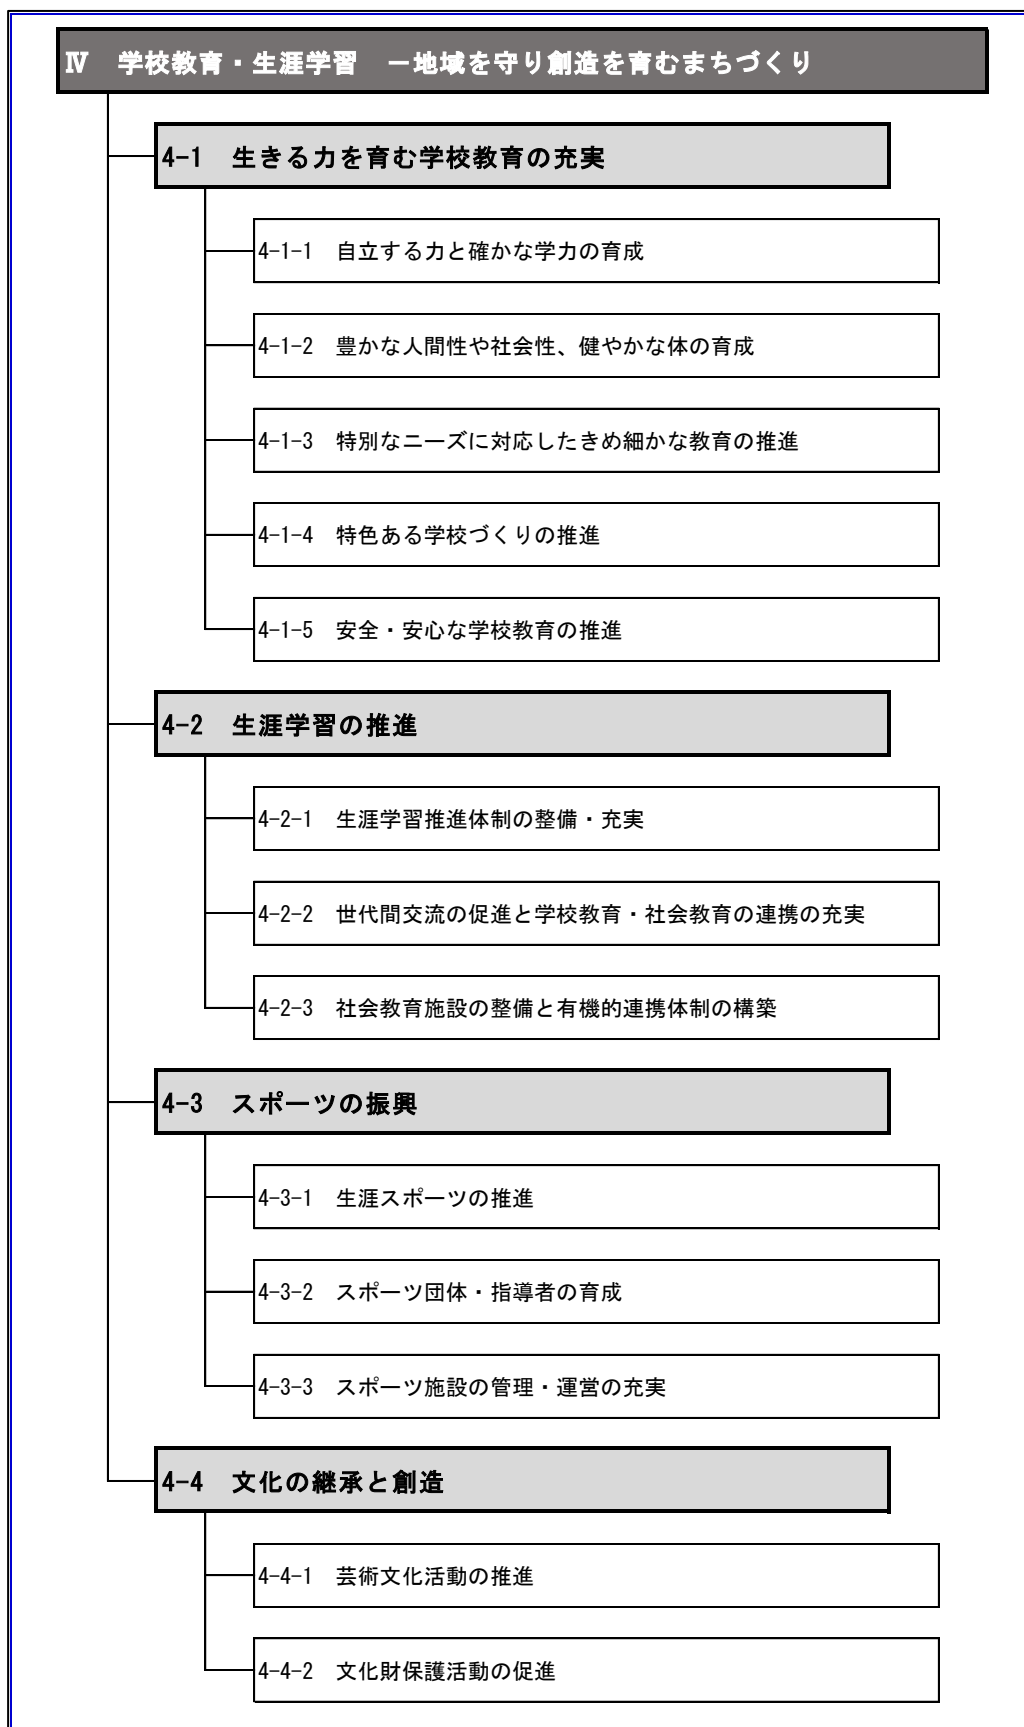 Ⅳ　学校教育・生涯学習　－地域を守り創造を育むまちづくり
4-1　生きる力を育む学校教育の充実
4-1-1　自立する力と確かな学力の育成
4-1-2　豊かな人間性や社会性、健やかな体の育成
4-1-3　特別なニーズに対応したきめ細かな教育の推進
4-1-4　特色ある学校づくりの推進
4-1-5　安全・安心な学校教育の推進
4-2　生涯学習の推進
4-2-1　生涯学習推進体制の整備・充実
4-2-2　世代間交流の促進と学校教育・社会教育の連携の充実
4-2-3　社会教育施設の整備と有機的連携体制の構築
4-3　スポーツの振興
4-3-1　生涯スポーツの推進
4-3-2　スポーツ団体・指導者の育成
4-3-3　スポーツ施設の管理・運営の充実
4-4　文化の継承と創造
4-4-1　芸術文化活動の推進
4-4-2　文化財保護活動の促進